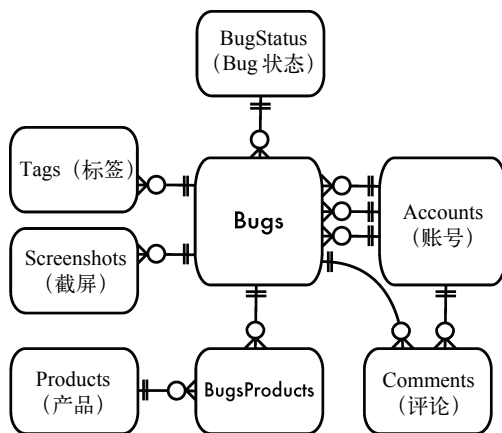 BugStatus
（Bug 状态）
Tags（标签）
Bugs
Accounts
（账号）
Screenshots
（截屏）
Products
（产品）
BugsProducts
Comments
（评论）